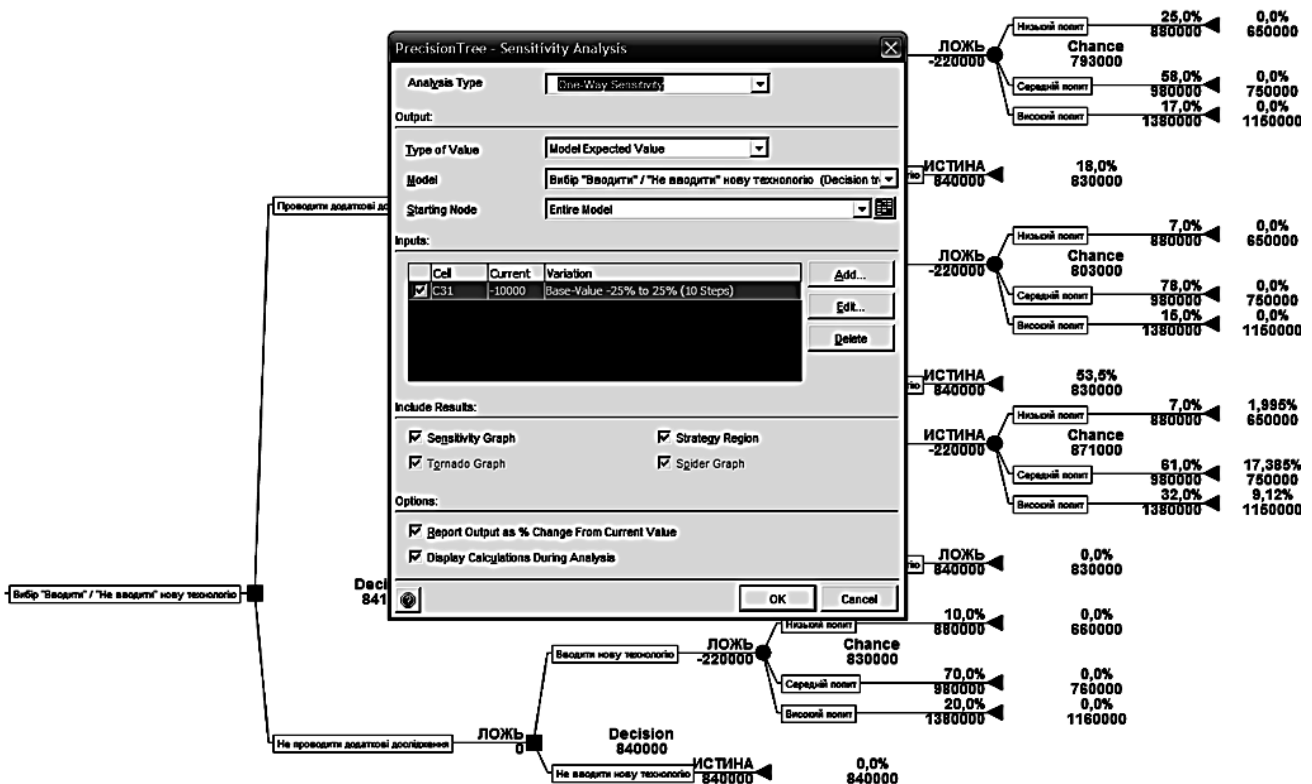 25,0% 0,0%
Низький попит
880000 650000
ЛОЖЬ Chance
-220000 793000
58,0% 0,0%
Середній попит
980000 750000
17,0% 0,0%
Високий попит
1380000 1150000
PrecisionTree - Sensitivity Analysis
Analysis Type One-Way Sensitivity
Output:
Type of Value Model Expected Value
Model Вибір "Вводити" / "Не вводити" нову технологію (Decision tr
Starting Node Entire Model
Inputs:
Cell Current Variation
C31 -10000 Base-Value -25% to 25% (10 Steps)
Add...
Edit...
Delete
Include Results:
Sensitivity Graph Strategy Region
Tornado Graph Spider Graph
Options:
Report Output as % Change From Current Value
Display Calculations During Analysis
OK Cancel
ИСТИНА 18,0%
840000 830000
Проводити додаткові до
7,0% 0,0%
Низький попит
880000 650000
ЛОЖЬ Chance
-220000 803000
78,0% 0,0%
Середній попит
980000 750000
15,0% 0,0%
Високий попит
1380000 1150000
ИСТИНА 53,5%
840000 830000
7,0% 1,995%
Низький попит
880000 650000
ИСТИНА Chance
-220000 871000
61,0% 17,385%
Середній попит
980000 750000
32,0% 9,12%
Високий попит
1380000 1150000
ЛОЖЬ 0,0%
840000 830000
Вибір "Вводити" / "Не вводити" нову технологію
Deci
841
10,0% 0,0%
Низький попит
880000 660000
Вводити нову технологію
ЛОЖЬ Chance
-220000 830000
70,0% 0,0%
Середній попит
980000 760000
20,0% 0,0%
Високий попит
1380000 1160000
Не проводити додаткові дослідження
ЛОЖЬ Decision
0 840000
Не вводити нову технологію
ИСТИНА 0,0%
840000 840000